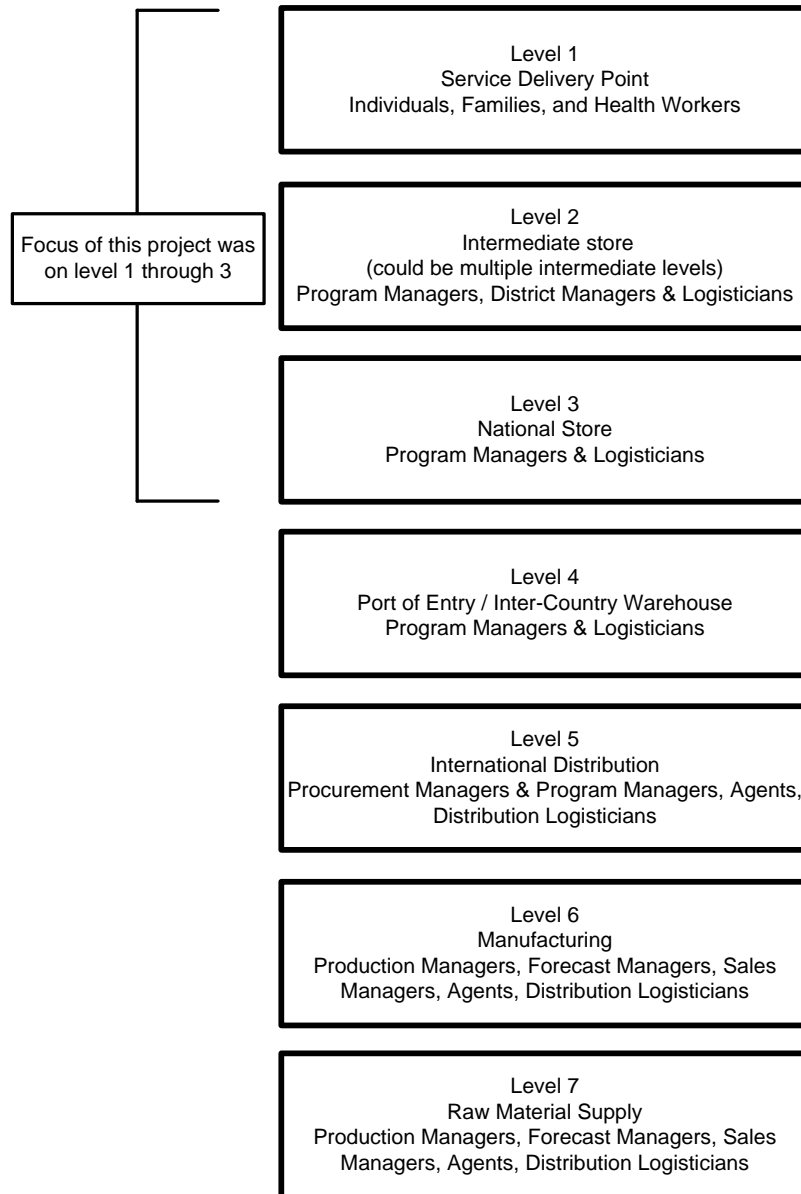 Level 1
Service Delivery Point
Individuals, Families, and Health Workers
Focus of this project was
on level 1 through 3
Level 2
Intermediate store
(could be multiple intermediate levels)
Program Managers, District Managers & Logisticians
Level 3
National Store
Program Managers & Logisticians
Level 4
Port of Entry / Inter-Country Warehouse
Program Managers & Logisticians
Level 5
International Distribution
Procurement Managers & Program Managers, Agents,
Distribution Logisticians
Level 6
Manufacturing
Production Managers, Forecast Managers, Sales
Managers, Agents, Distribution Logisticians
Level 7
Raw Material Supply
Production Managers, Forecast Managers, Sales
Managers, Agents, Distribution Logisticians